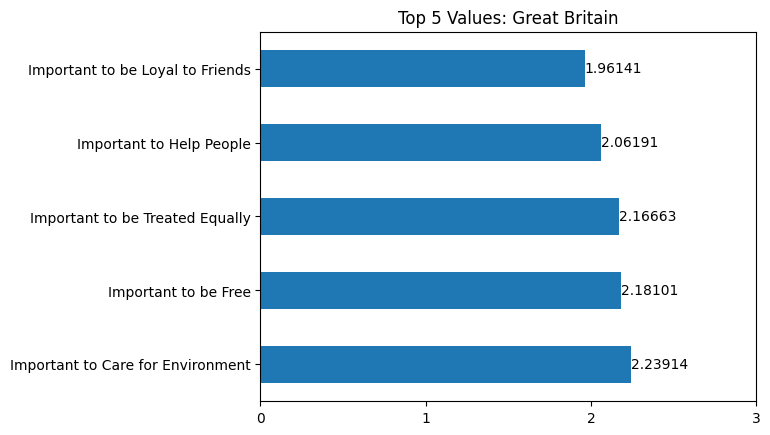 Top 5 Values: Great Britain
Important to be Loyal to Friends
1.96141
Important to Help People
2.06191
Important to be Treated Equally
2.16663
Important to be Free
2.18101
Important to Care for Environment
2.23914
0 1 2 3